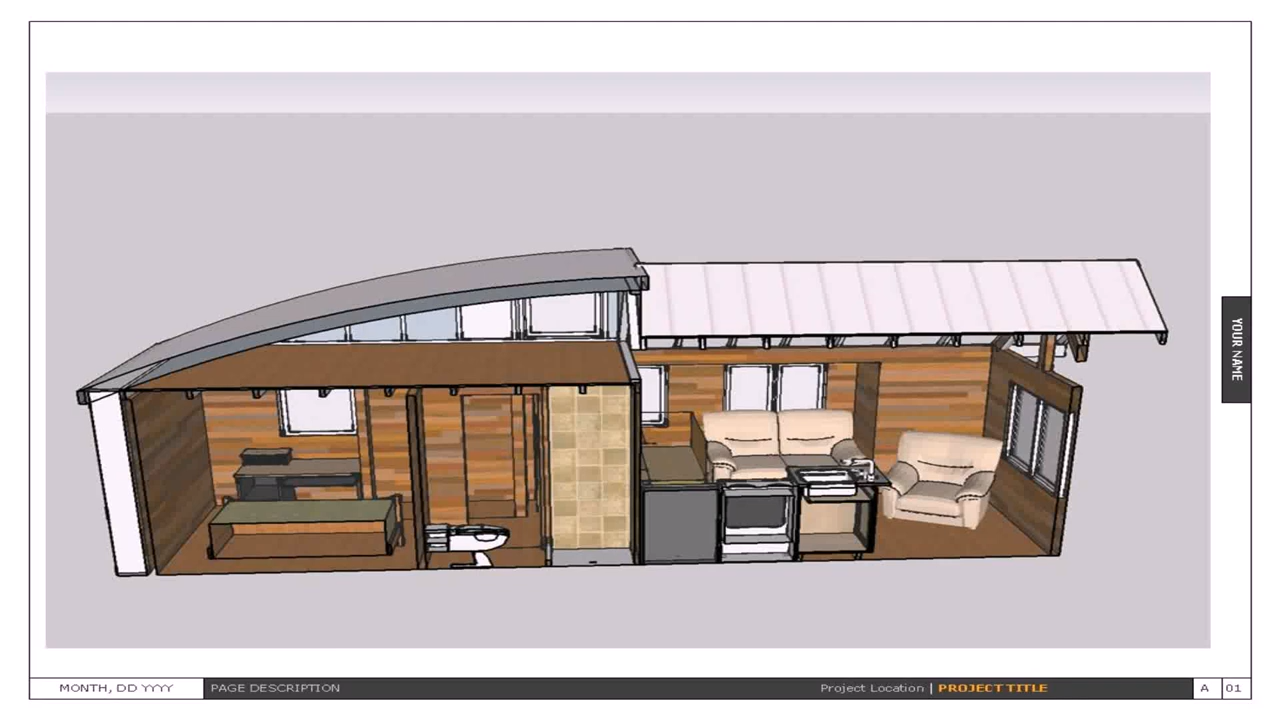 YOUR NAME
MONTH, DD YYYY
PAGE DESCRIPTION
Project Location | PROJECT TITLE
A 01